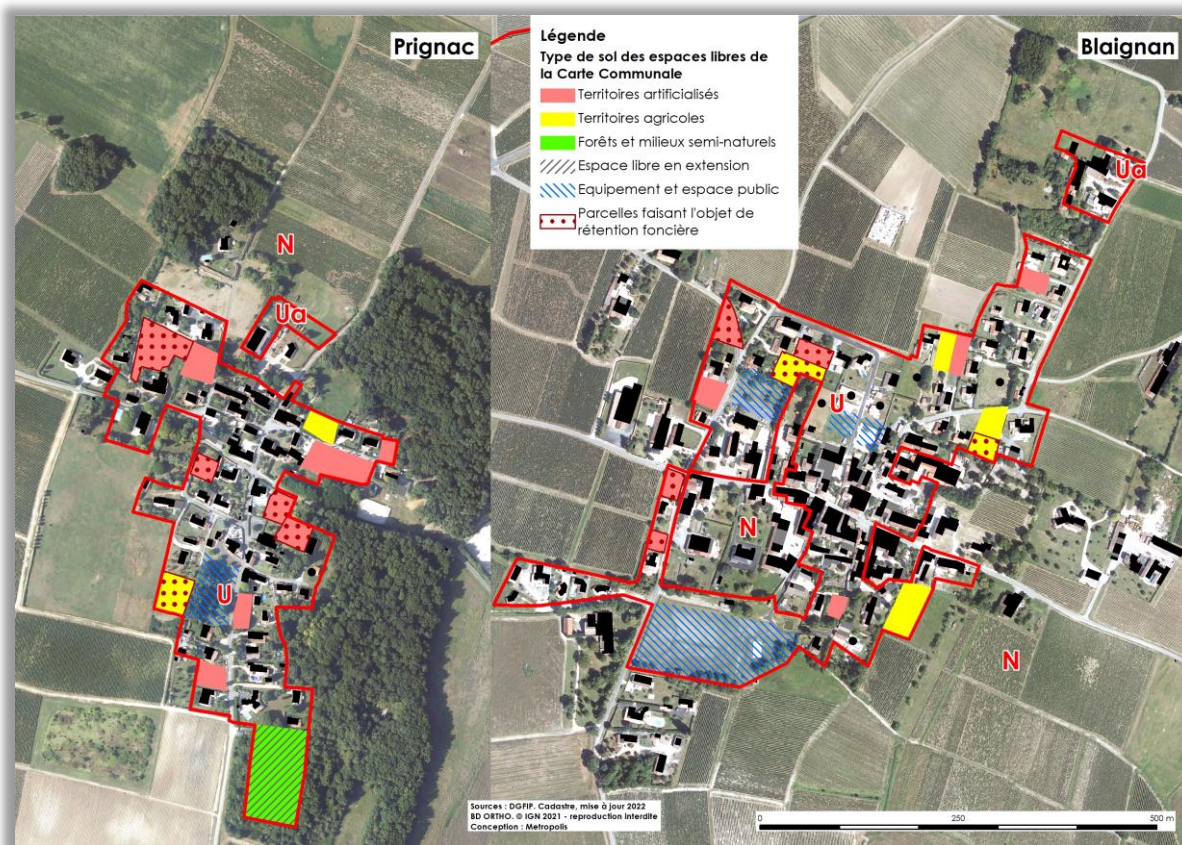 Prignac
Légende
Type de sol des espaces libres de
la Carte Communale
Territoires artificialisés
Territoires agricoles
Forêts et milieux semi-naturels
Espace libre en extension
Equipement et espace public
Parcelles faisant l'objet de
rétention foncière
Blaignan
Ua
N
Ua
U
N
U
N
Sources : DGFIP. Cadastre, mise à jour 2022
BD ORTHO. © IGN 2021 - reproduction interdite
Conception : Metropolis
0 250 500 m